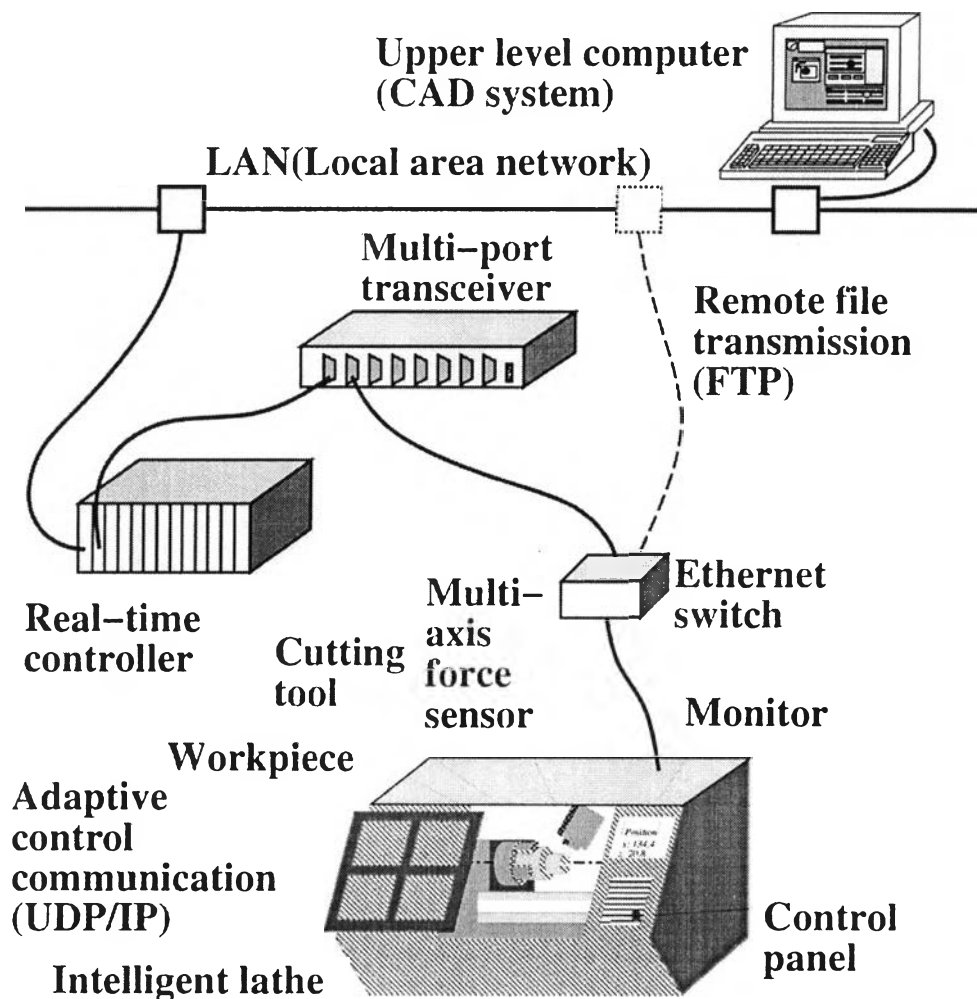 Upper level computer
(CAD system)
LAN(Local area network)
Multi–port
transceiver
Remote file
transmission
(FTP)
Real–time
controller
Ethernet
switch
Multi–
axis
force
sensor
Cutting
tool
Monitor
Workpiece
Adaptive
control
communication
(UDP/IP)
Position
Control
panel
Intelligent lathe